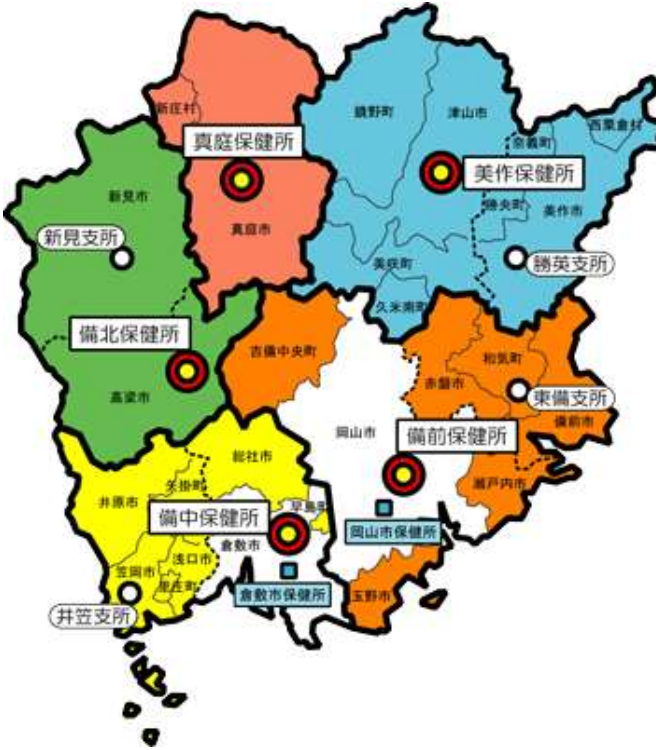 新庄村
鏡野町
津山市
西粟倉村
奈義町
真庭保健所
美作保健所
新見市
勝央町
美作市
新見支所
真庭市
美咲町
勝英支所
久米南町
備北保健所
吉備中央町
和気町
赤磐市
東備支所
高梁市
備前市
岡山市
備前保健所
総社市
矢掛町
瀬戸内市
井原市
早島町
備中保健所
岡山市保健所
倉敷市
浅口市
笠岡市
倉敷市保健所
里庄町
玉野市
井笠支所